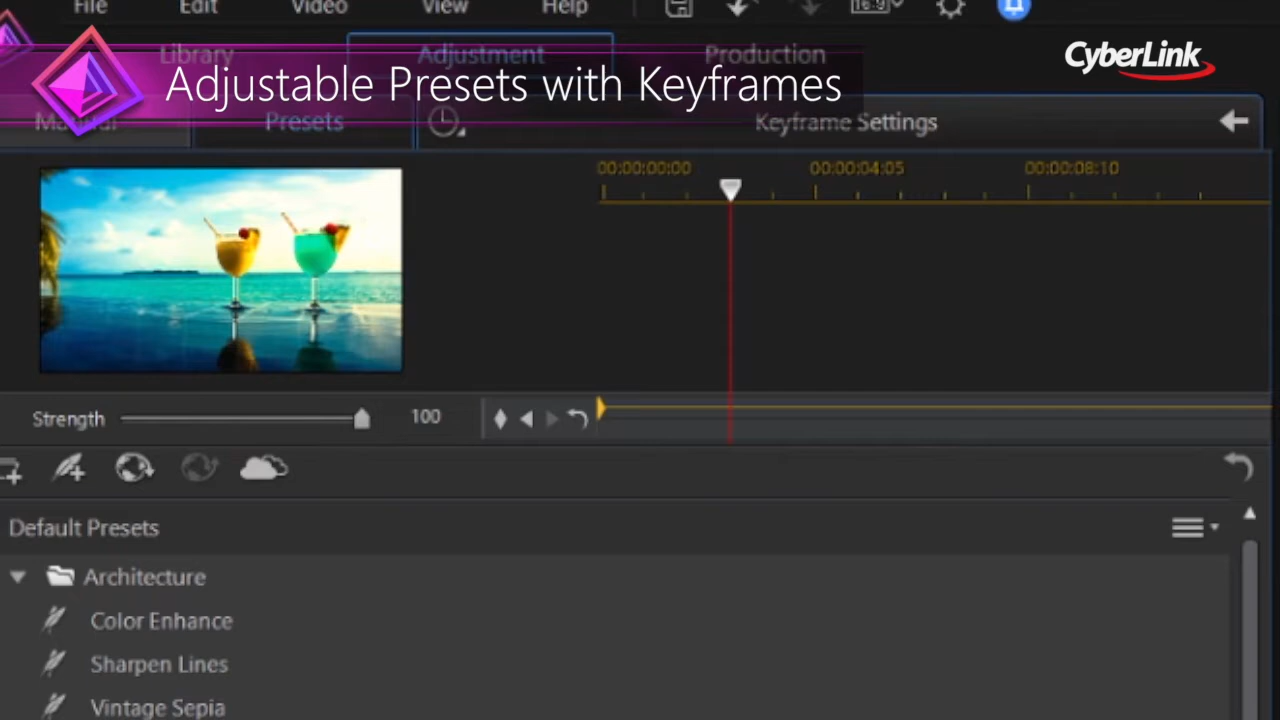 File Edit Video View Help
16:9
Library Adjustment Production
CyberLink
Adjustable Presets with Keyframes
Manual Presets Keyframe Settings
00:00:00:00 00:00:04:05 00:00:08:10
Strength 100
Default Presets
Architecture
Color Enhance
Sharpen Lines
Vintage Sepia